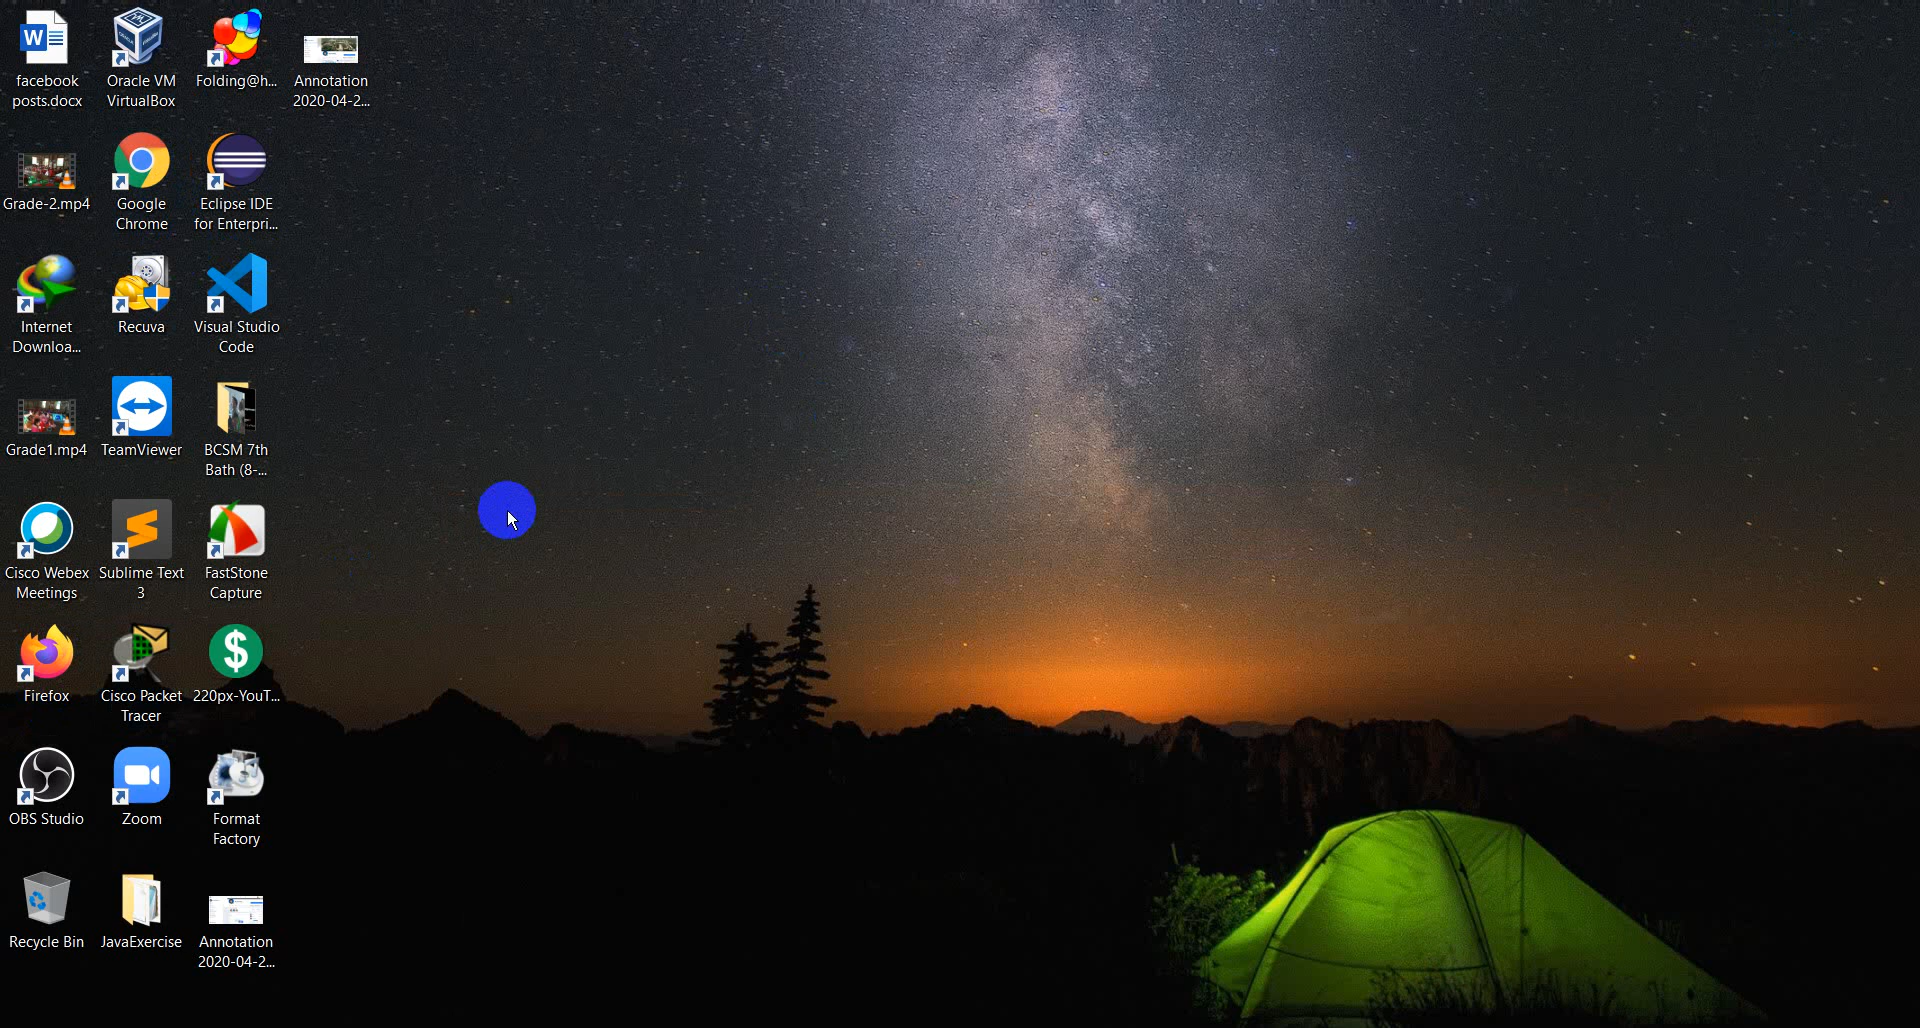 facebook
posts.docx
Oracle VM
VirtualBox
Folding@h...
Annotation
2020-04-2...
Grade-2.mp4
Google
Chrome
Eclipse IDE
for Enterpri...
Internet
Downloa...
Recuva
Visual Studio
Code
Grade1.mp4
TeamViewer
BCSM 7th
Bath (8-...
Cisco Webex
Meetings
Sublime Text
3
FastStone
Capture
Firefox
Cisco Packet
Tracer
220px-YouT...
OBS Studio
Zoom
Format
Factory
Recycle Bin
JavaExercise
Annotation
2020-04-2...